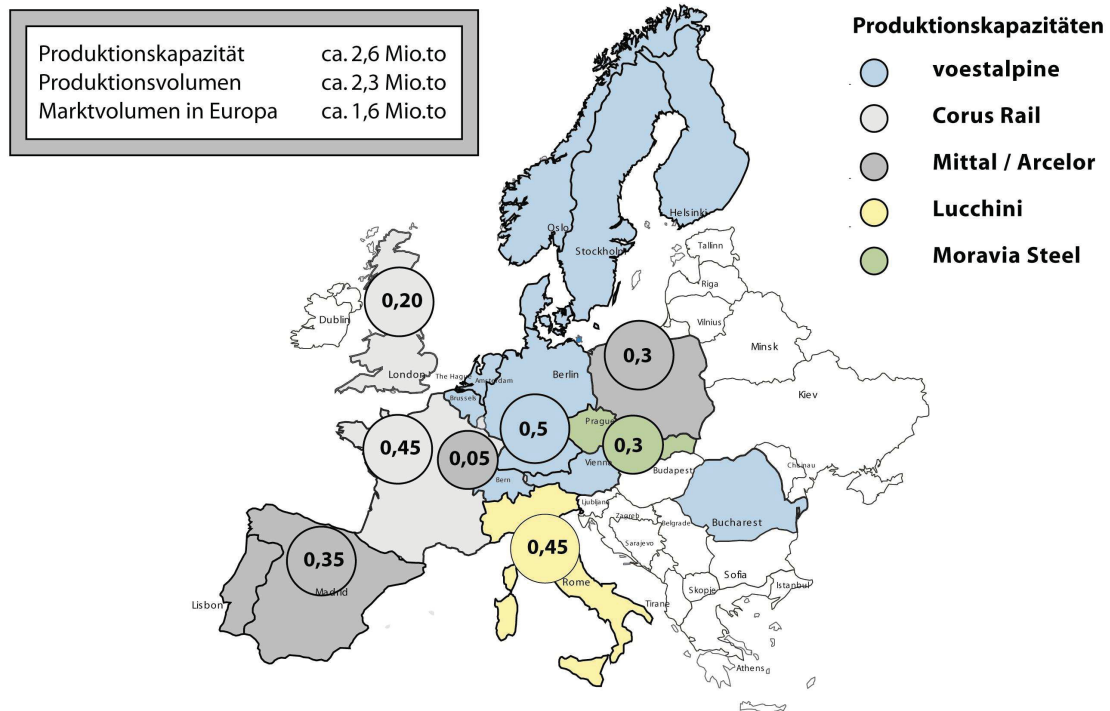 Produktionskapazität ca. 2,6 Mio.to
Produktionsvolumen ca. 2,3 Mio.to
Marktvolumen in Europa ca. 1,6 Mio.to
Produktionskapazitäten
voestalpine
Corus Rail
Mittal / Arcelor
Lucchini
Moravia Steel
Helsinki
Oslo
Stockholm
Tallinn
Riga
Vilnius
Minsk
Kiev
Dublin
0,20
London
The Hague
Amsterdam
Brussels
Berlin
0,3
Prague
0,5
0,3
0,45
0,05
Bern
Vienne
Budapest
Chisinau
Ljubljana
Zagreb
Belgrade
Bucharest
Sarajevo
0,45
Rome
0,35
Madrid
Lisbon
Sofia
Skopje
Istanbul
Tirane
Athens